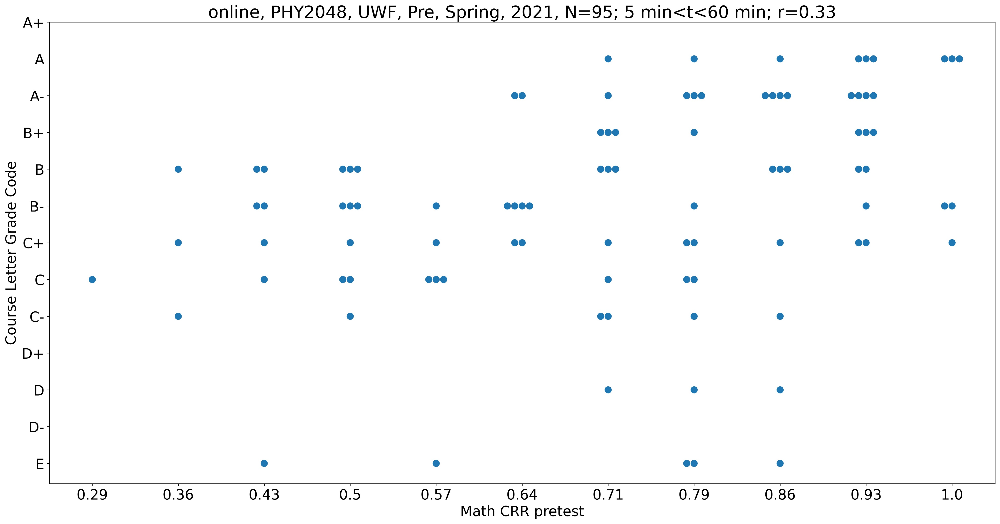 online, PHY2048, UWF, Pre, Spring, 2021, N=95; 5 min<t<60 min; r=0.33
Course Letter Grade Code
A+
A
A-
B+
B
B-
C+
C
C-
D+
D
D-
E
0.29 0.36 0.43 0.5 0.57 0.64 0.71 0.79 0.86 0.93 1.0
Math CRR pretest